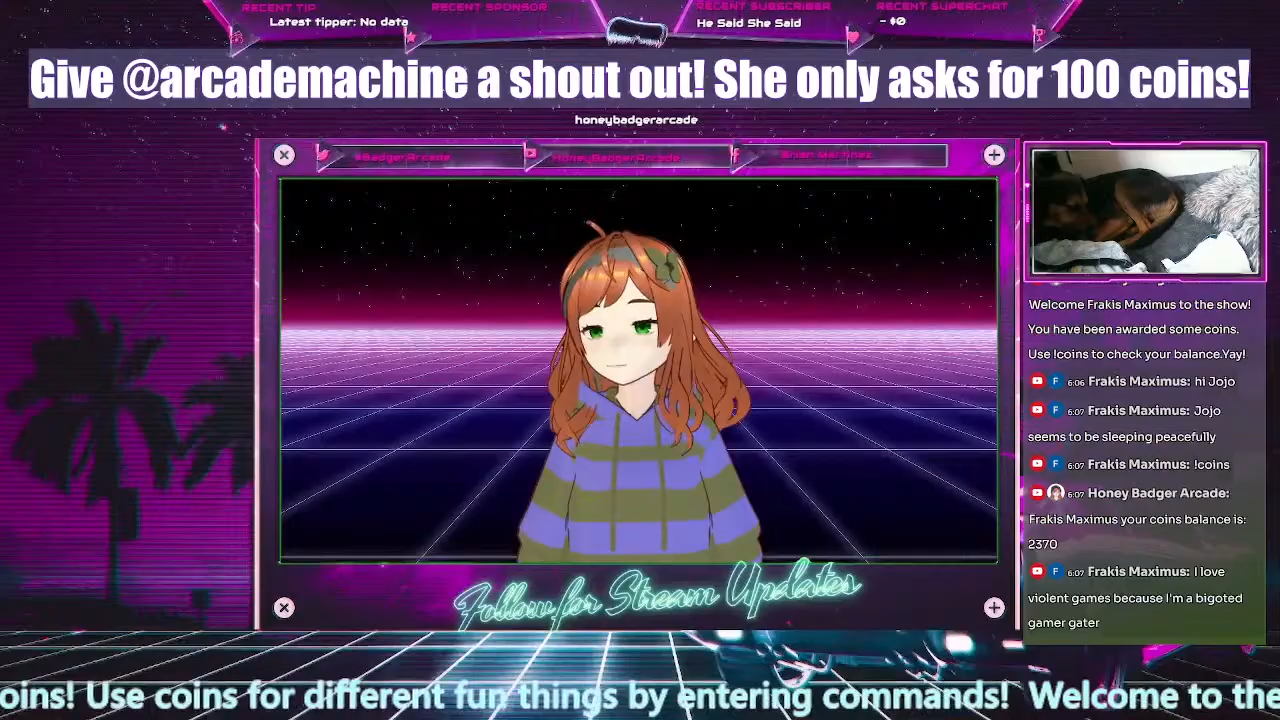 RECENT TIP
Latest tipper: No data
RECENT SPONSOR
RECENT SUBSCRIBER
He Said She Said
RECENT SUPERCHAT
- $0
Give @arcademachine a shout out! She only asks for 100 coins!
honeybadgerarcade
@BadgerArcade
HoneyBadgerArcade
Brian Martinez
Welcome Frakis Maximus to the show!
You have been awarded some coins.
Use !coins to check your balance.Yay!
6:06 Frakis Maximus: hi Jojo
6:07 Frakis Maximus: Jojo
seems to be sleeping peacefully
6:07 Frakis Maximus: !coins
6:07 Honey Badger Arcade:
Frakis Maximus your coins balance is:
2370
6:07 Frakis Maximus: I love
violent games because I'm a bigoted
gamer gater
Follow for Stream Updates
oins! Use coins for different fun things by entering commands! Welcome to the